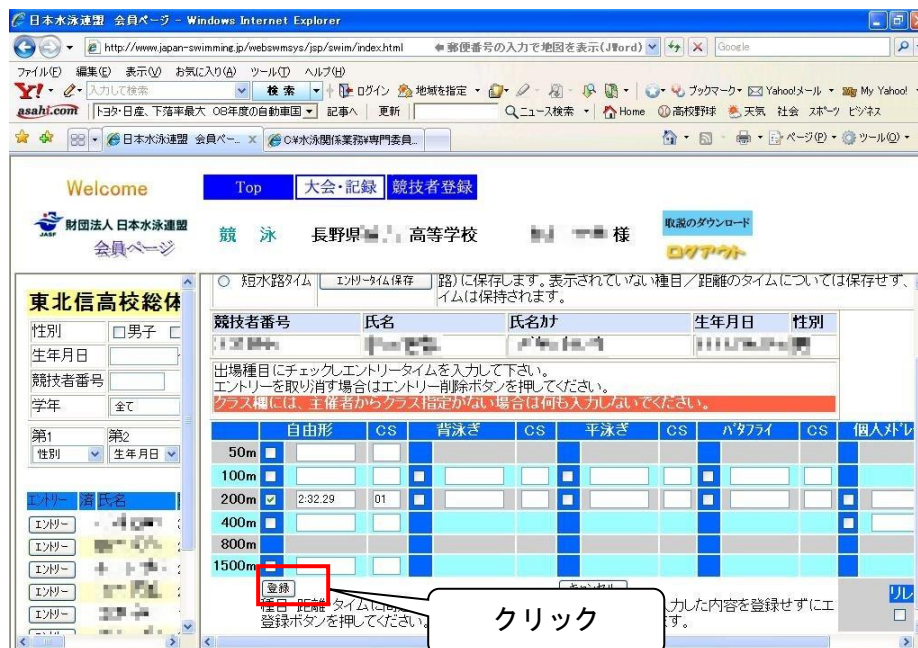 日本水泳連盟 会員ページ - Windows Internet Explorer
http://www.japan-swimming.jp/webswmsys/jsp/swim/index.html
郵便番号の入力で地図を表示(JWord)
Google
ファイル(F) 編集(E) 表示(V) お気に入り(A) ツール(T) ヘルプ(H)
Y! 入力して検索 検索 ログイン 地域を指定 ブックマーク Yahoo!メール My Yahoo!
asahi.com トヨタ・日産、下落率最大 08年度の自動車国 記事へ 更新 ニュース検索 Home 高校野球 天気 社会 スポーツ ビジネス
日本水泳連盟 会員ペー... X C:¥水泳関係業務¥専門委員... ページ(P) ツール(O)
Welcome Top 大会・記録 競技者登録
財団法人 日本水泳連盟
JASF
会員ページ
競 泳 長野県 高等学校 様
取説のダウンロード
ログアウト
東北信高校総体
性別 男子
生年月日
競技者番号
学年 全て
第1 第2
性別 生年月日
エントリー 済 氏名
エントリー
エントリー
エントリー
エントリー
エントリー
短水路タイム エントリータイム保存 路)に保存します。表示されていない種目/距離のタイムについては保存せず、
イムは保持されます。
競技者番号 氏名 氏名カナ 生年月日 性別
男
出場種目にチェックしエントリータイムを入力して下さい。
エントリーを取り消す場合はエントリー削除ボタンを押してください。
クラス欄には、主催者からクラス指定がない場合は何も入力しないでください。
自由形 CS 背泳ぎ CS 平泳ぎ CS バタフライ CS 個人メドレ
50m
100m
200m 2:32.29 01
400m
800m
1500m
登録 キャンセル
種目 距離 タイムに間
登録ボタンを押してください。
力した内容を登録せずにエ
ます。
リレ
クリック